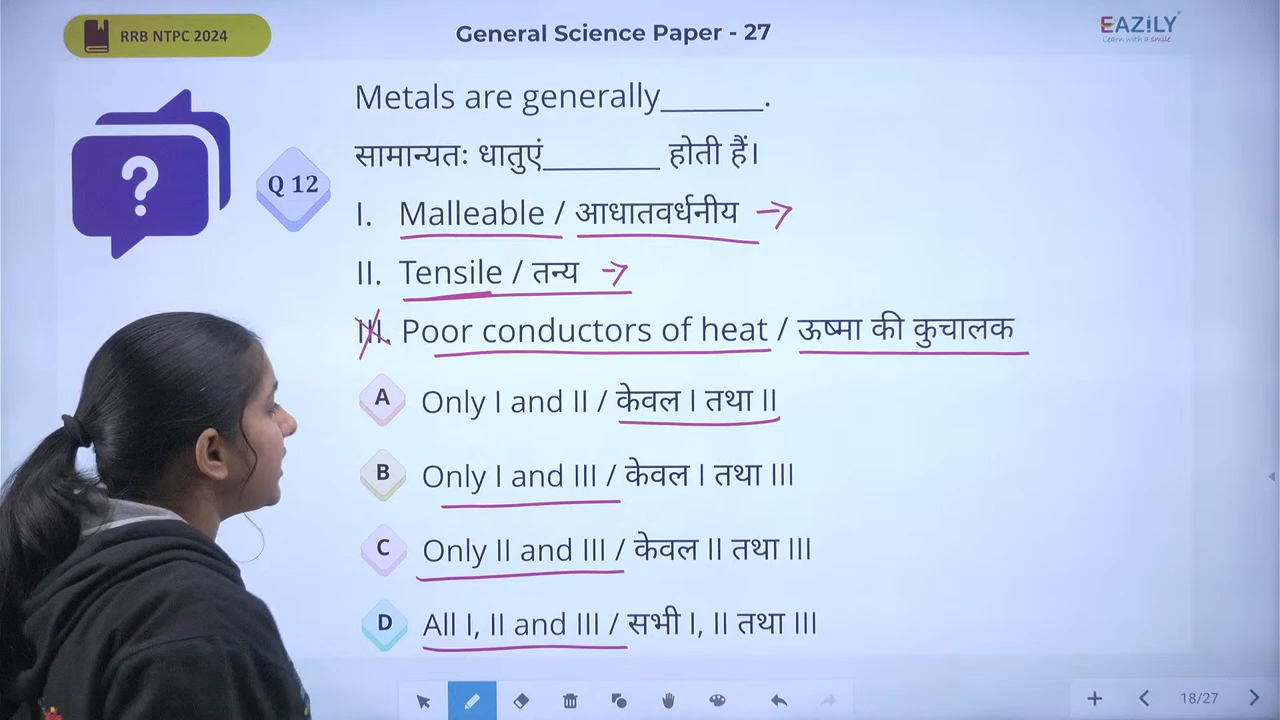 RRB NTPC 2024
General Science Paper - 27
EAZILY
Learn with a smile
Metals are generally_______.
सामान्यतः धातुएं________ होती हैं।
Q 12
I. Malleable / आधातवर्धनीय
II. Tensile / तन्य
III. Poor conductors of heat / ऊष्मा की कुचालक
A Only I and II / केवल I तथा II
B Only I and III / केवल I तथा III
C Only II and III / केवल II तथा III
D All I, II and III / सभी I, II तथा III
18/27